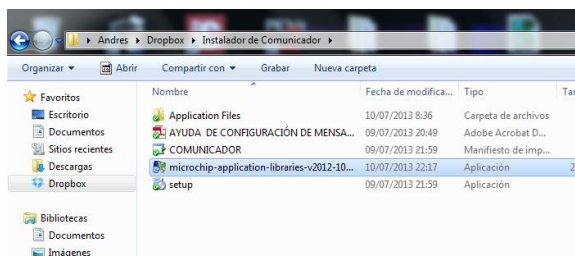 Andres ▸ Dropbox ▸ Instalador de Comunicador ▸
Organizar Abrir Compartir con Grabar Nueva carpeta
Favoritos
Escritorio
Documentos
Sitios recientes
Descargas
Dropbox
Bibliotecas
Documentos
Imágenes
Nombre Fecha de modifica... Tipo
Application Files 10/07/2013 8:36 Carpeta de archivos
AYUDA DE CONFIGURACIÓN DE MENSA... 09/07/2013 20:49 Adobe Acrobat D...
COMUNICADOR 09/07/2013 21:59 Manifiesto de imp...
microchip-application-libraries-v2012-10... 10/07/2013 22:17 Aplicación 2
setup 09/07/2013 21:59 Aplicación